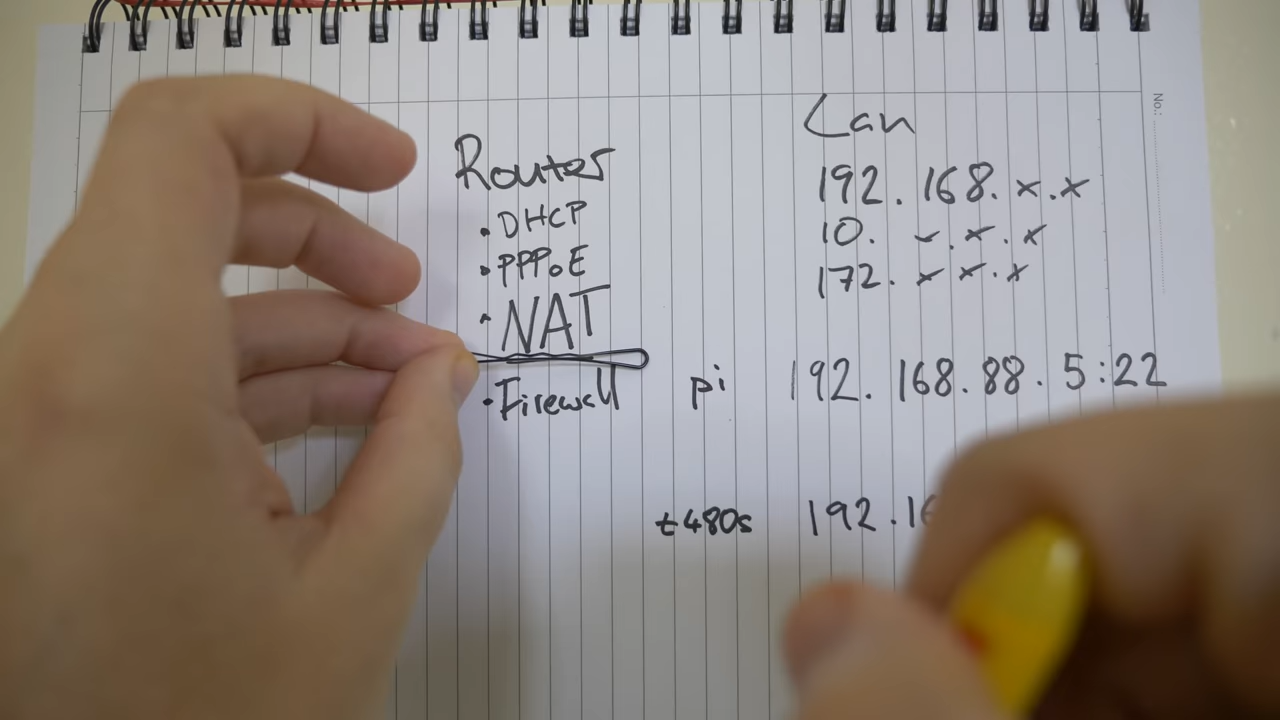 No.:
Router
• DHCP
• PPPoE
• NAT
• Firewall
Lan
192.168.x.x
10. x.x.x
172. x x.x
pi 192.168.88.5:22
t480s 192.16